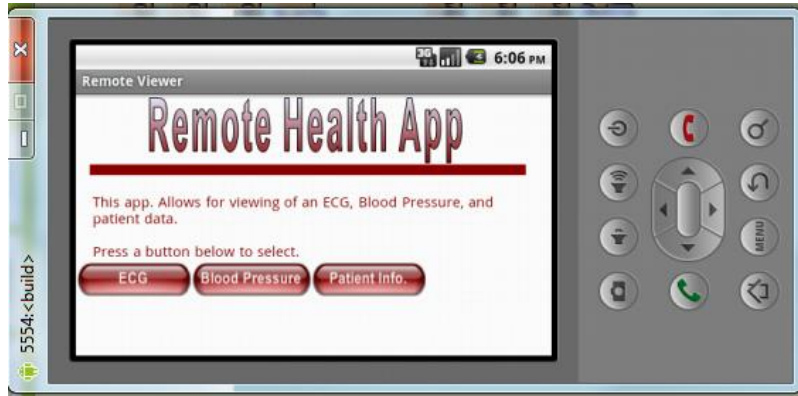 3G
6:06 PM
Remote Viewer
Remote Health App
This app. Allows for viewing of an ECG, Blood Pressure, and
patient data.
Press a button below to select.
ECG
Blood Pressure
Patient Info.
MENU
5554:<build>